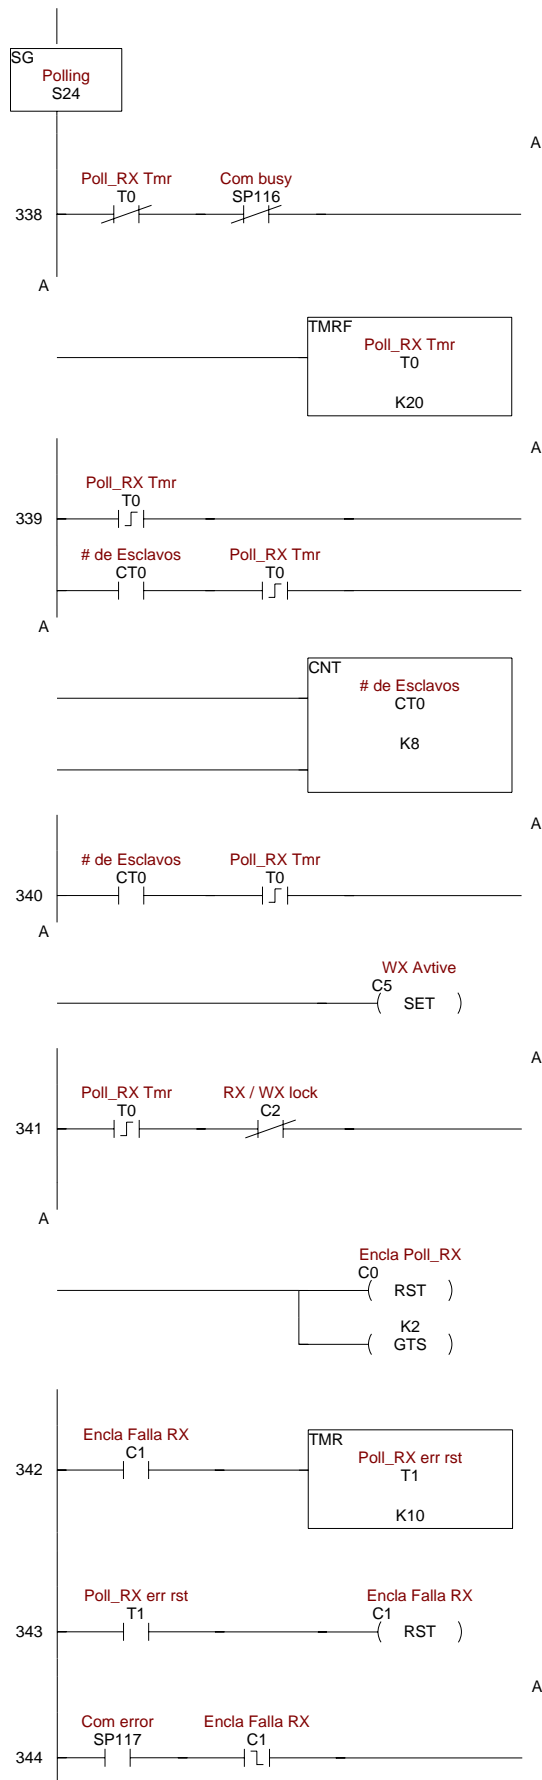 SG
Polling
S24
A
Poll_RX Tmr Com busy
T0 SP116
338
A
TMRF
Poll_RX Tmr
T0
K20
A
Poll_RX Tmr
T0
339
# de Esclavos Poll_RX Tmr
CT0 T0
A
CNT
# de Esclavos
CT0
K8
A
# de Esclavos Poll_RX Tmr
CT0 T0
340
A
WX Avtive
C5
SET
A
Poll_RX Tmr RX / WX lock
T0 C2
341
A
Encla Poll_RX
C0
RST
K2
GTS
Encla Falla RX
C1
342
TMR
Poll_RX err rst
T1
K10
Poll_RX err rst Encla Falla RX
T1 C1
343 RST
A
Com error Encla Falla RX
SP117 C1
344